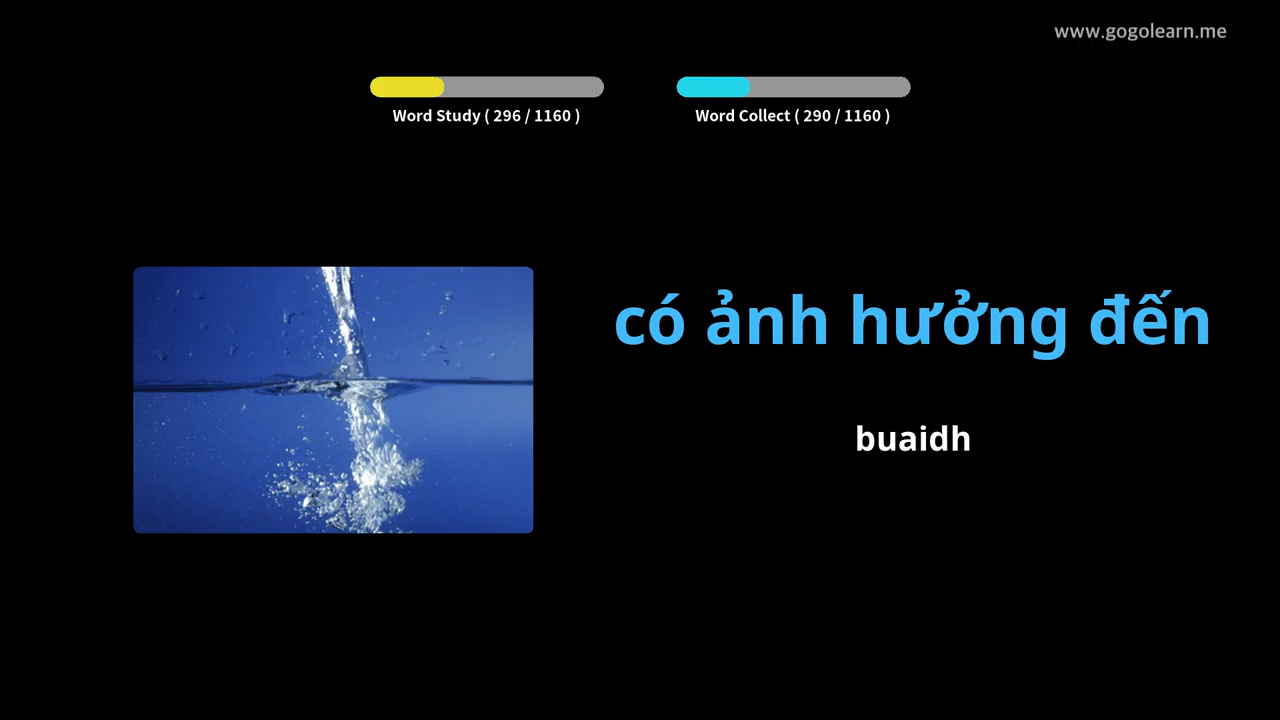 www.gogolearn.me
Word Study ( 296 / 1160 )
Word Collect ( 290 / 1160 )
có ảnh hưởng đến
buaidh